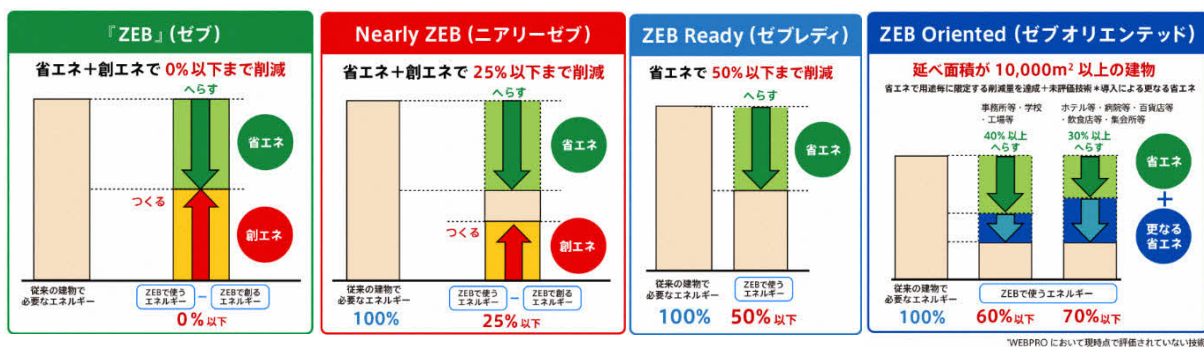 『ZEB』(ゼブ)
省エネ+創エネで 0%以下まで削減
へらす
省エネ
つくる
創エネ
従来の建物で
必要なエネルギー
ZEBで使う
エネルギー
−
ZEBで創る
エネルギー
0%以下
Nearly ZEB (ニアリーゼブ)
省エネ+創エネで 25%以下まで削減
へらす
省エネ
つくる
創エネ
従来の建物で
必要なエネルギー
100%
ZEBで使う
エネルギー
−
ZEBで創る
エネルギー
25%以下
ZEB Ready (ゼブレディ)
省エネで 50%以下まで削減
へらす
省エネ
従来の建物で
必要なエネルギー
100%
ZEBで使う
エネルギー
50%以下
ZEB Oriented (ゼブオリエンテッド)
延べ面積が 10,000m² 以上の建物
省エネで用途毎に限定する削減量を達成+未評価技術*導入による更なる省エネ
事務所等・学校
・工場等
40%以上
へらす
ホテル等・病院等・百貨店等
・飲食店等・集会所等
30%以上
へらす
省エネ
+
更なる
省エネ
従来の建物で
必要なエネルギー
100%
ZEBで使うエネルギー
60%以下
70%以下
*WEBPRO において現時点で評価されていない技術